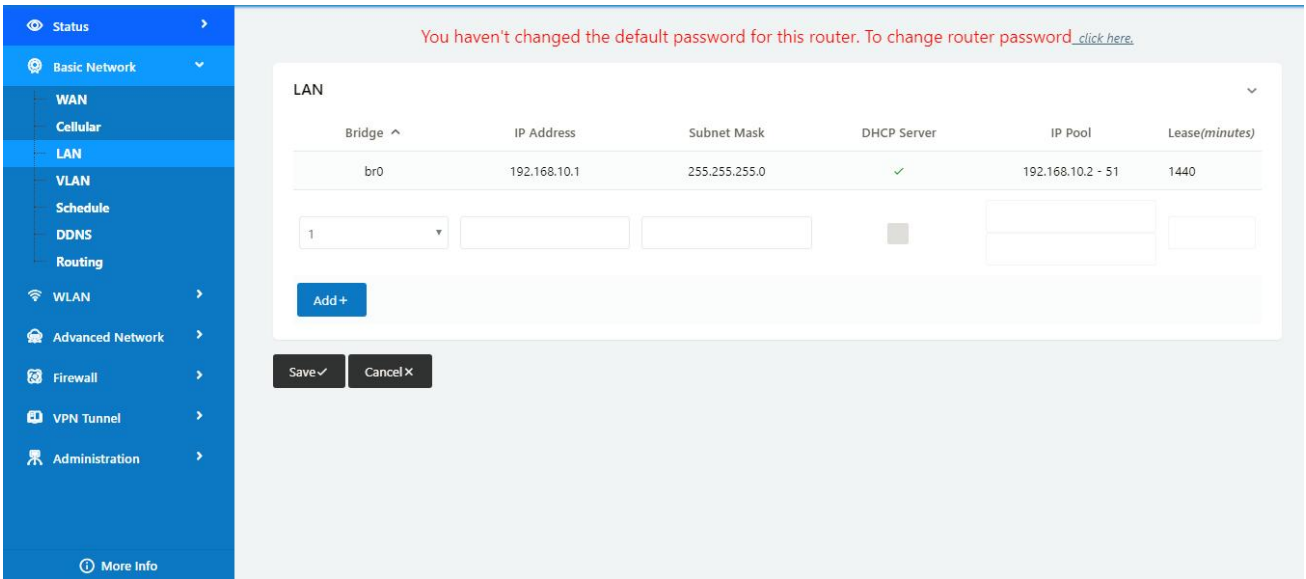 Status
Basic Network
WAN
Cellular
LAN
VLAN
Schedule
DDNS
Routing
WLAN
Advanced Network
Firewall
VPN Tunnel
Administration
More Info
You haven't changed the default password for this router. To change router password click here.
LAN
Bridge IP Address Subnet Mask DHCP Server IP Pool Lease(minutes)
br0 192.168.10.1 255.255.255.0 192.168.10.2 - 51 1440
1
Add+
Save Cancel